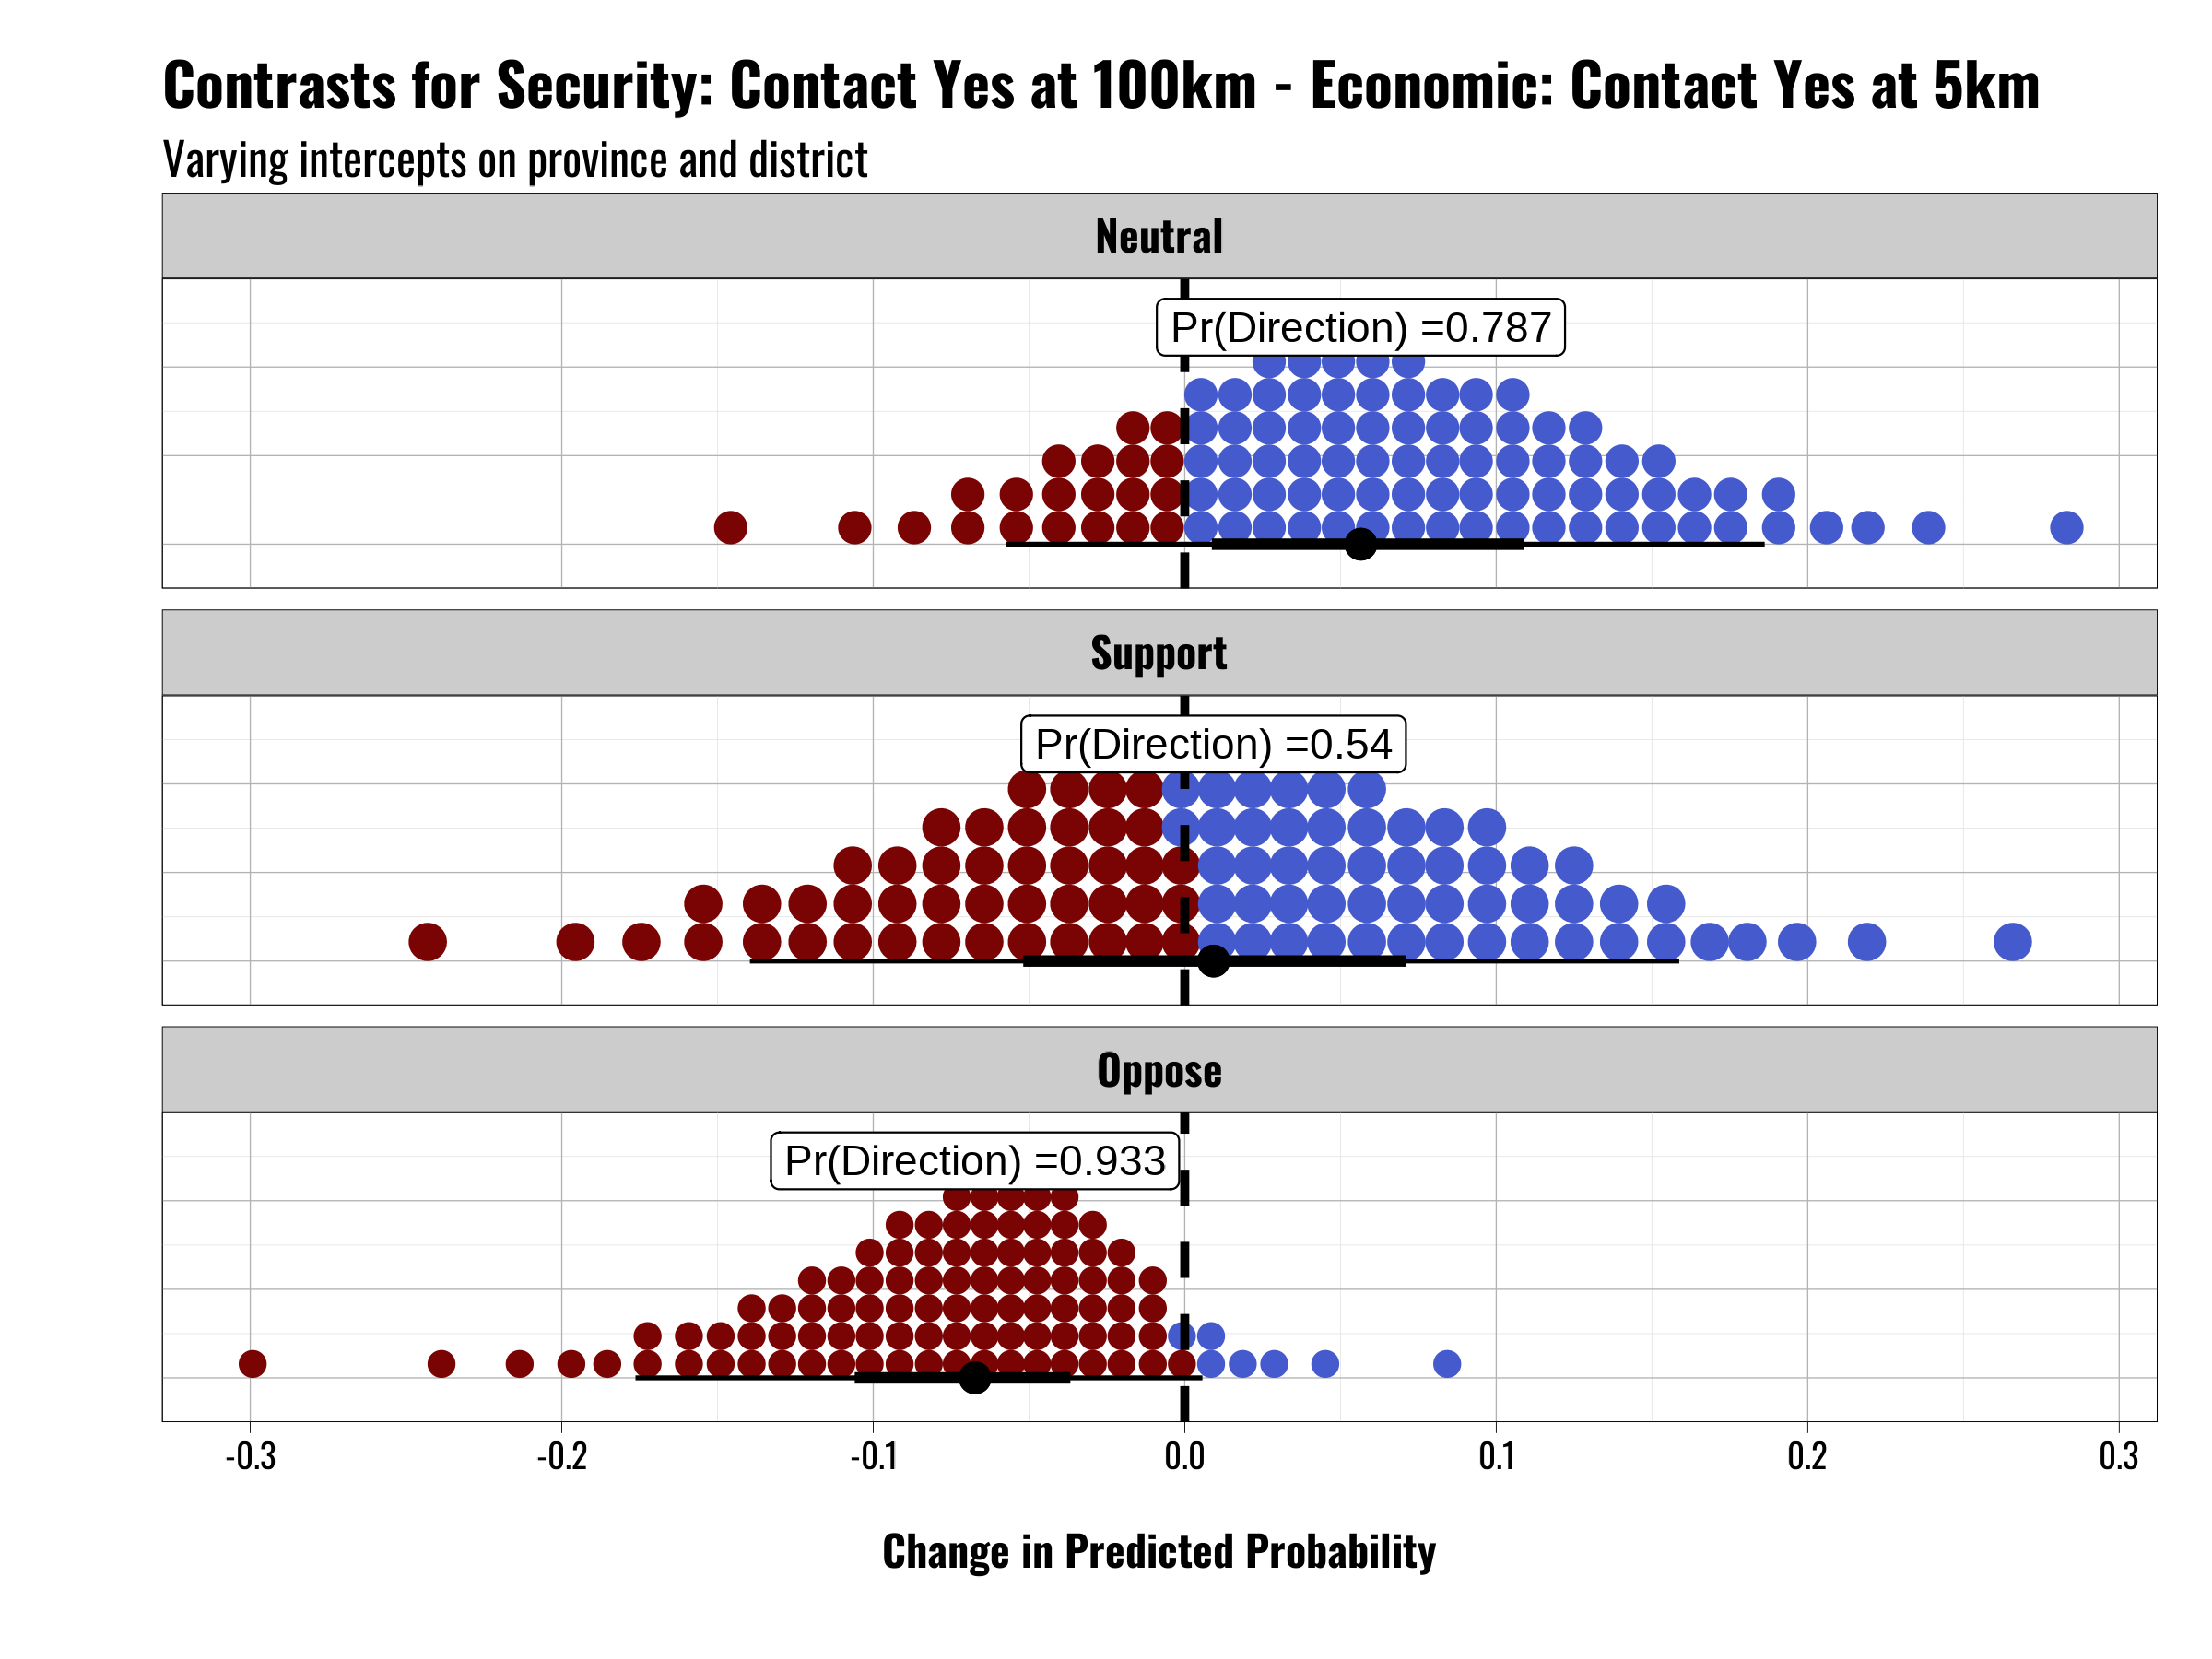 Contrasts for Security: Contact Yes at 100km - Economic: Contact Yes at 5km
Varying intercepts on province and district
Neutral
Pr(Direction) =0.787
Support
Pr(Direction) =0.54
Oppose
Pr(Direction) =0.933
-0.3 -0.2 -0.1 0.0 0.1 0.2 0.3
Change in Predicted Probability